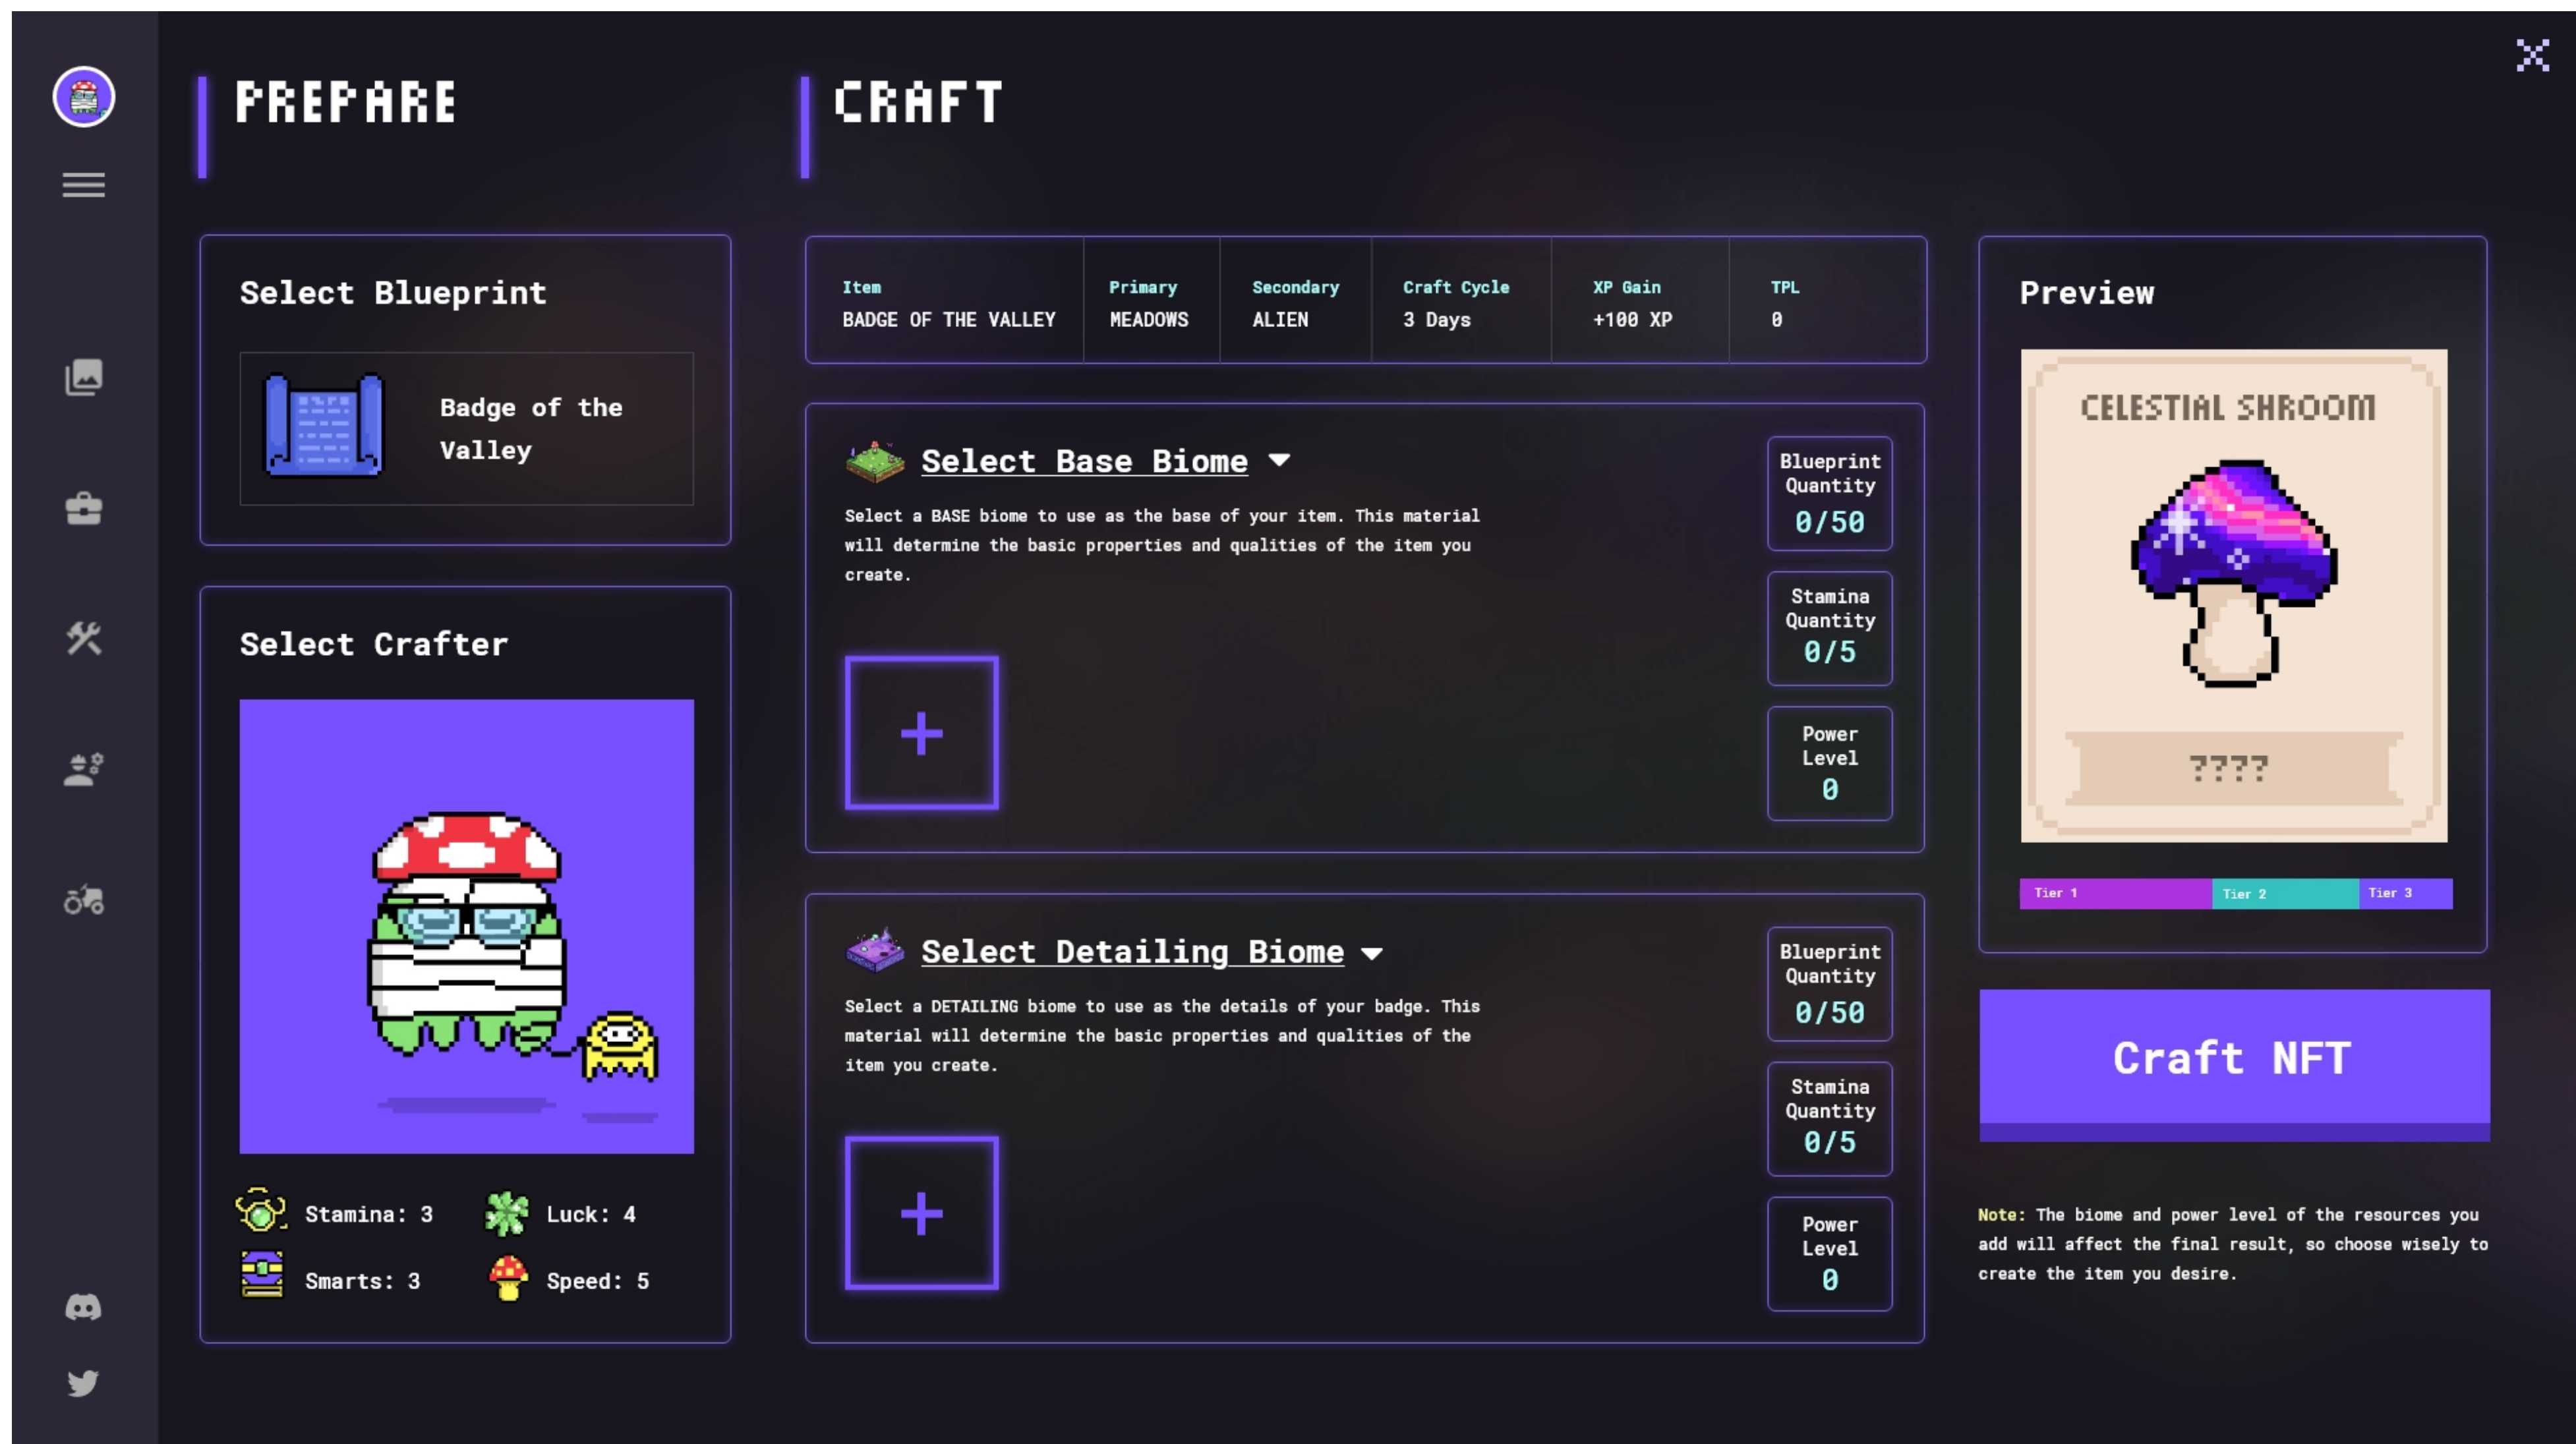 PREPARE
Select Blueprint
Badge of the
Valley
Select Crafter
Stamina: 3
Luck: 4
Smarts: 3
Speed: 5
CRAFT
Item
BADGE OF THE VALLEY
Primary
MEADOWS
Secondary
ALIEN
Craft Cycle
3 Days
XP Gain
+100 XP
TPL
0
Select Base Biome
Select a BASE biome to use as the base of your item. This material
will determine the basic properties and qualities of the item you
create.
+
Blueprint
Quantity
0/50
Stamina
Quantity
0/5
Power
Level
0
Select Detailing Biome
Select a DETAILING biome to use as the details of your badge. This
material will determine the basic properties and qualities of the
item you create.
+
Blueprint
Quantity
0/50
Stamina
Quantity
0/5
Power
Level
0
Preview
CELESTIAL SHROOM
????
Tier 1
Tier 2
Tier 3
Craft NFT
Note: The biome and power level of the resources you
add will affect the final result, so choose wisely to
create the item you desire.